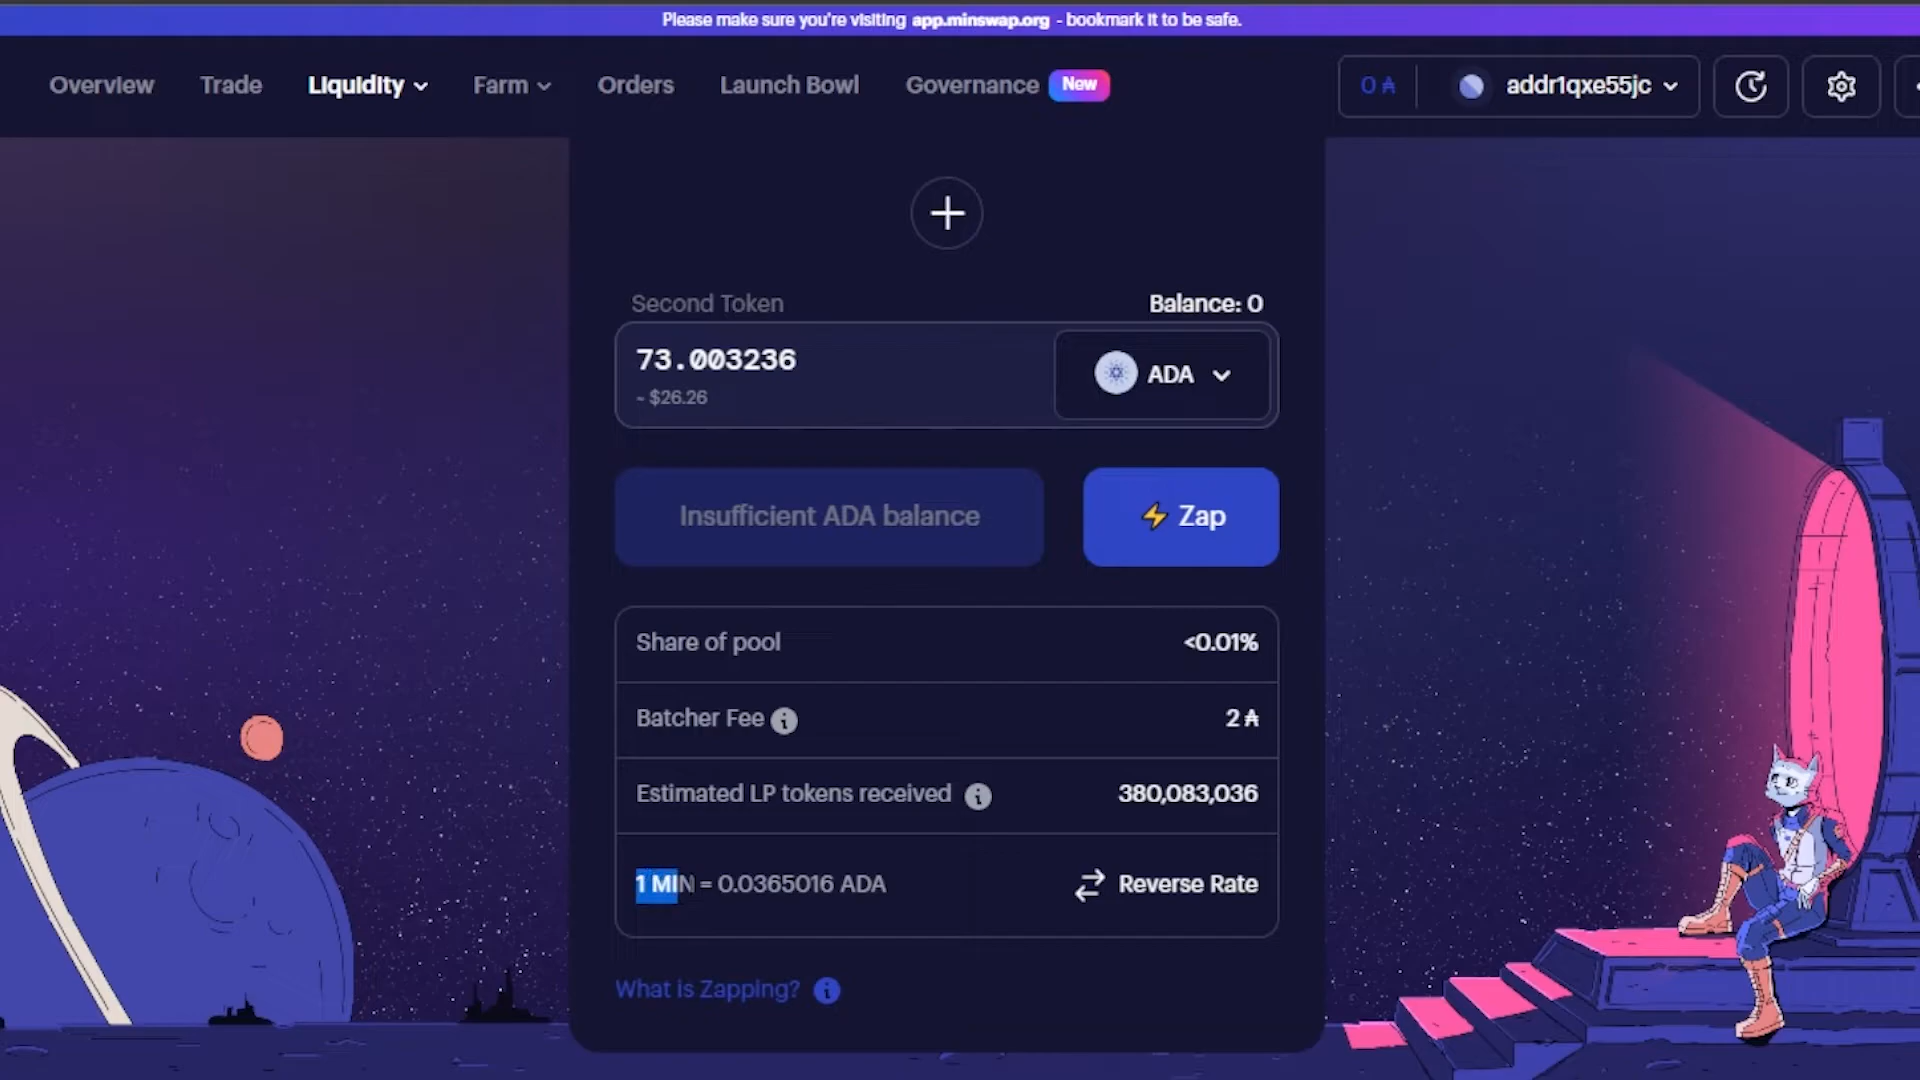 Please make sure you're visiting app.minswap.org - bookmark it to be safe.
Overview Trade Liquidity Farm Orders Launch Bowl Governance New 0 ₳ addr1qxe55jc
Second Token Balance: 0
73.003236 ADA
~ $26.26
Insufficient ADA balance ⚡ Zap
Share of pool <0.01%
Batcher Fee 2 ₳
Estimated LP tokens received 380,083,036
1 MIN = 0.0365016 ADA Reverse Rate
What is Zapping?